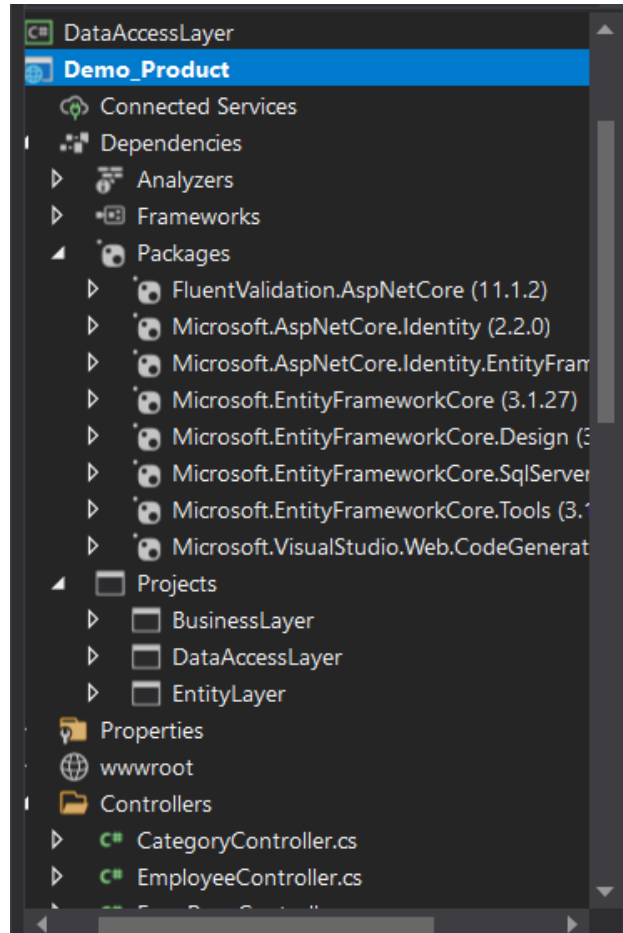 C# DataAccessLayer
Demo_Product
Connected Services
Dependencies
Analyzers
Frameworks
Packages
FluentValidation.AspNetCore (11.1.2)
Microsoft.AspNetCore.Identity (2.2.0)
Microsoft.AspNetCore.Identity.EntityFram
Microsoft.EntityFrameworkCore (3.1.27)
Microsoft.EntityFrameworkCore.Design (3
Microsoft.EntityFrameworkCore.SqlServer
Microsoft.EntityFrameworkCore.Tools (3.1
Microsoft.VisualStudio.Web.CodeGenerat
Projects
BusinessLayer
DataAccessLayer
EntityLayer
Properties
wwwroot
Controllers
C# CategoryController.cs
C# EmployeeController.cs